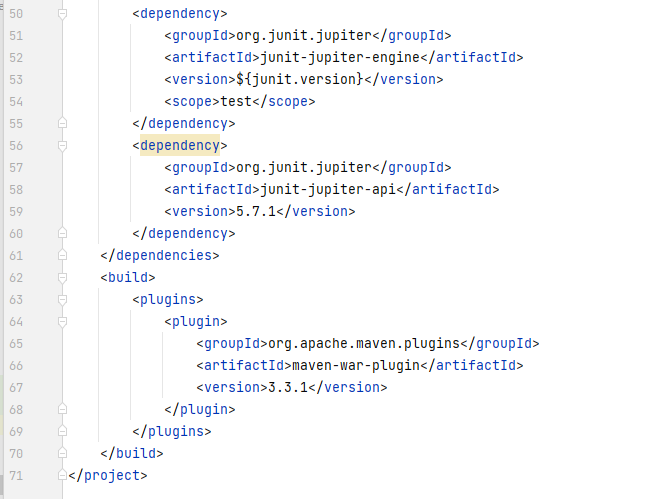 50 <dependency>
51 <groupId>org.junit.jupiter</groupId>
52 <artifactId>junit-jupiter-engine</artifactId>
53 <version>${junit.version}</version>
54 <scope>test</scope>
55 </dependency>
56 <dependency>
57 <groupId>org.junit.jupiter</groupId>
58 <artifactId>junit-jupiter-api</artifactId>
59 <version>5.7.1</version>
60 </dependency>
61 </dependencies>
62 <build>
63 <plugins>
64 <plugin>
65 <groupId>org.apache.maven.plugins</groupId>
66 <artifactId>maven-war-plugin</artifactId>
67 <version>3.3.1</version>
68 </plugin>
69 </plugins>
70 </build>
71 </project>